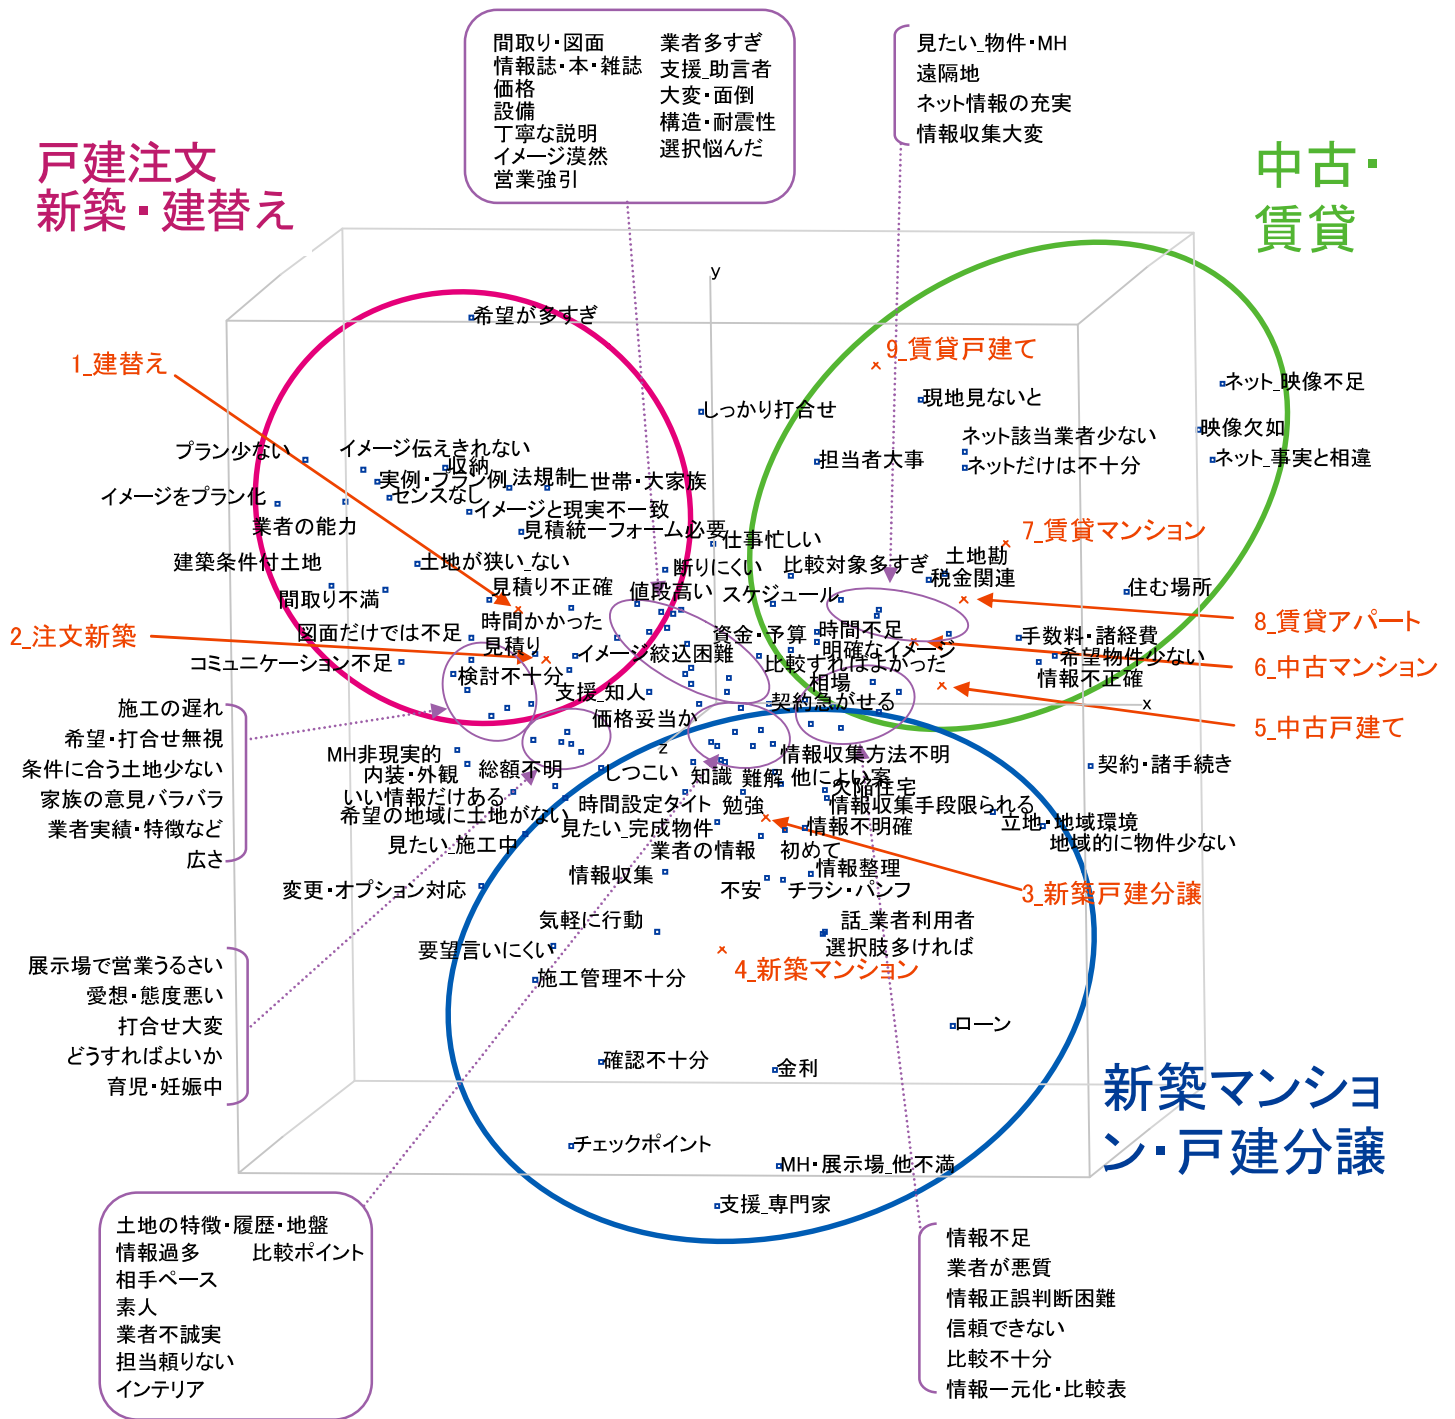 間取り・図面
情報誌・本・雑誌
価格
設備
丁寧な説明
イメージ漠然
営業強引
業者多すぎ
支援_助言者
大変・面倒
構造・耐震性
選択悩んだ
見たい_物件・MH
遠隔地
ネット情報の充実
情報収集大変
戸建注文
新築・建替え
中古・
賃貸
y
希望が多すぎ
1_建替え
9_賃貸戸建て
ネット_映像不足
現地見ないと
しっかり打合せ
映像欠如
ネット該当業者少ない
プラン少ない
イメージ伝えきれない
収納
担当者大事
ネットだけは不十分
ネット_事実と相違
実例・プラン例
法規制
二世帯・大家族
イメージをプラン化
センスなし
イメージと現実不一致
業者の能力
見積統一フォーム必要
仕事忙しい
7_賃貸マンション
建築条件付土地
土地が狭い_ない
断りにくい
比較対象多すぎ
土地勘
税金関連
住む場所
間取り不満
見積り不正確
値段高い
スケジュール
8_賃貸アパート
時間かかった
2_注文新築
図面だけでは不足
資金・予算
時間不足
手数料・諸経費
見積り
イメージ絞込困難
明確なイメージ
希望物件少ない
コミュニケーション不足
比較すればよかった
6_中古マンション
検討不十分
相場
情報不正確
支援_知人
契約急がせる
x
施工の遅れ
希望・打合せ無視
条件に合う土地少ない
家族の意見バラバラ
業者実績・特徴など
広さ
価格妥当か
5_中古戸建て
z
MH非現実的
情報収集方法不明
契約・諸手続き
内装・外観
総額不明
しつこい
知識
難解
他によい案
欠陥住宅
いい情報だけある
時間設定タイト
勉強
情報収集手段限られる
希望の地域に土地がない
見たい_完成物件
情報不明確
立地・地域環境
見たい_施工中
業者の情報
初めて
地域的に物件少ない
情報収集
情報整理
変更・オプション対応
不安
チラシ・パンフ
3_新築戸建分譲
気軽に行動
話_業者利用者
要望言いにくい
選択肢多ければ
4_新築マンション
施工管理不十分
展示場で営業うるさい
愛想・態度悪い
打合せ大変
どうすればよいか
育児・妊娠中
ローン
確認不十分
金利
新築マンショ
ン・戸建分譲
チェックポイント
MH・展示場_他不満
支援_専門家
土地の特徴・履歴・地盤
情報過多 比較ポイント
相手ペース
素人
業者不誠実
担当頼りない
インテリア
情報不足
業者が悪質
情報正誤判断困難
信頼できない
比較不十分
情報一元化・比較表